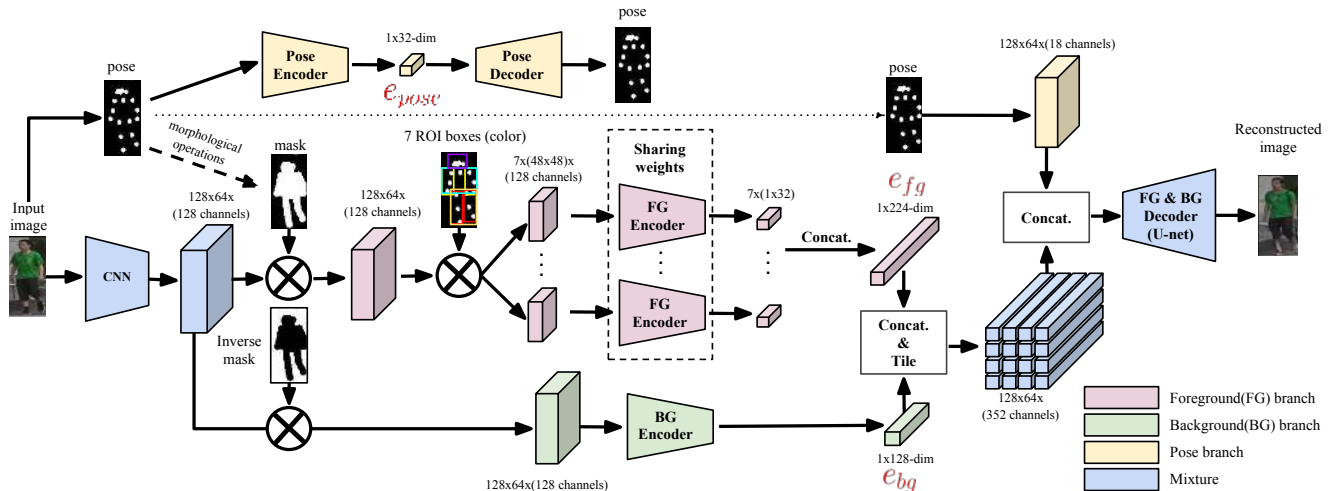 pose
Pose
Encoder
1x32-dim
e_pose
Pose
Decoder
pose
pose
128x64x(18 channels)
Reconstructed
image
morphological
operations
mask
7 ROI boxes (color)
7x(48x48)x
(128 channels)
Sharing
weights
FG
Encoder
FG
Encoder
7x(1x32)
Concat.
e_fg
1x224-dim
Concat.
FG & BG
Decoder
(U-net)
Input
image
CNN
128x64x
(128 channels)
128x64x
(128 channels)
Inverse
mask
Concat.
&
Tile
128x64x
(352 channels)
128x64x(128 channels)
BG
Encoder
1x128-dim
e_bg
Foreground(FG) branch
Background(BG) branch
Pose branch
Mixture